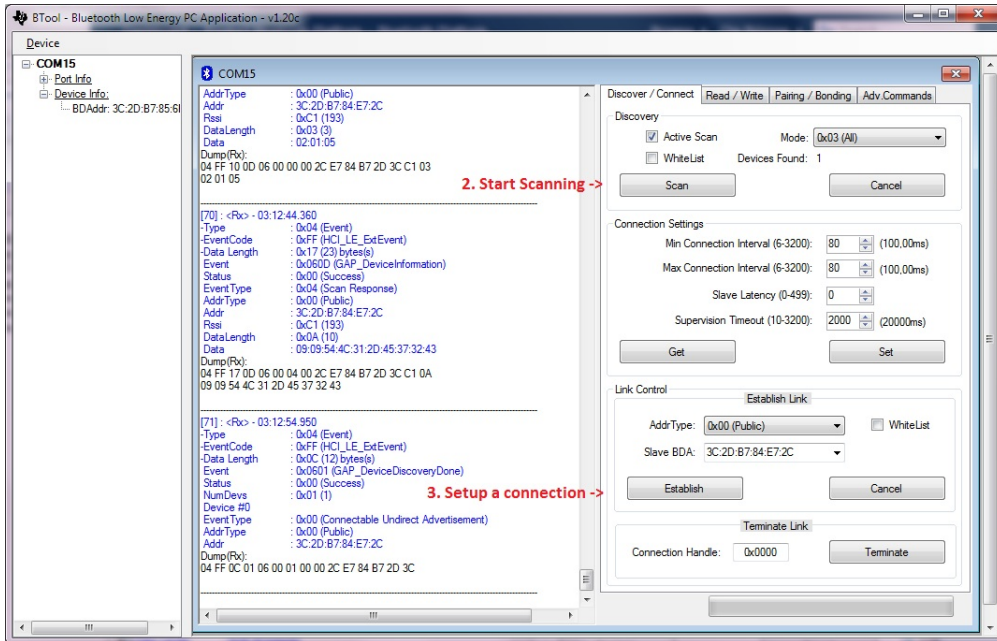 BTool - Bluetooth Low Energy PC Application - v1.20c
Device
COM15
Port Info
Device Info:
BDAddr: 3C:2D:B7:85:6
COM15
AddrType : 0x00 (Public)
Addr : 3C:2D:B7:84:E7:2C
Rssi : 0xC1 (193)
DataLength : 0x03 (3)
Data : 02:01:05
Dump(Rx):
04 FF 10 0D 06 00 00 00 2C E7 84 B7 2D 3C C1 03
02 01 05
[70] : <Rx> - 03:12:44.360
-Type : 0x04 (Event)
-EventCode : 0xFF (HCI_LE_ExtEvent)
-Data Length : 0x17 (23) bytes(s)
Event : 0x060D (GAP_DeviceInformation)
Status : 0x00 (Success)
EventType : 0x04 (Scan Response)
AddrType : 0x00 (Public)
Addr : 3C:2D:B7:84:E7:2C
Rssi : 0xC1 (193)
DataLength : 0x0A (10)
Data : 09:09:54:4C:31:2D:45:37:32:43
Dump(Rx):
04 FF 17 0D 06 00 04 00 2C E7 84 B7 2D 3C C1 0A
09 09 54 4C 31 2D 45 37 32 43
[71] : <Rx> - 03:12:54.950
-Type : 0x04 (Event)
-EventCode : 0xFF (HCI_LE_ExtEvent)
-Data Length : 0x0C (12) bytes(s)
Event : 0x0601 (GAP_DeviceDiscoveryDone)
Status : 0x00 (Success)
NumDevs : 0x01 (1)
Device #0
EventType : 0x00 (Connectable Undirect Advertisement)
AddrType : 0x00 (Public)
Addr : 3C:2D:B7:84:E7:2C
Dump(Rx):
04 FF 0C 01 06 00 01 00 00 2C E7 84 B7 2D 3C
2. Start Scanning ->
3. Setup a connection ->
Discover / Connect Read / Write Pairing / Bonding Adv.Commands
Discovery
Active Scan Mode: 0x03 (All)
WhiteList Devices Found: 1
Scan Cancel
Connection Settings
Min Connection Interval (6-3200): 80 (100,00ms)
Max Connection Interval (6-3200): 80 (100,00ms)
Slave Latency (0-499): 0
Supervision Timeout (10-3200): 2000 (20000ms)
Get Set
Link Control
Establish Link
AddrType: 0x00 (Public) WhiteList
Slave BDA: 3C:2D:B7:84:E7:2C
Establish Cancel
Terminate Link
Connection Handle: 0x0000 Terminate